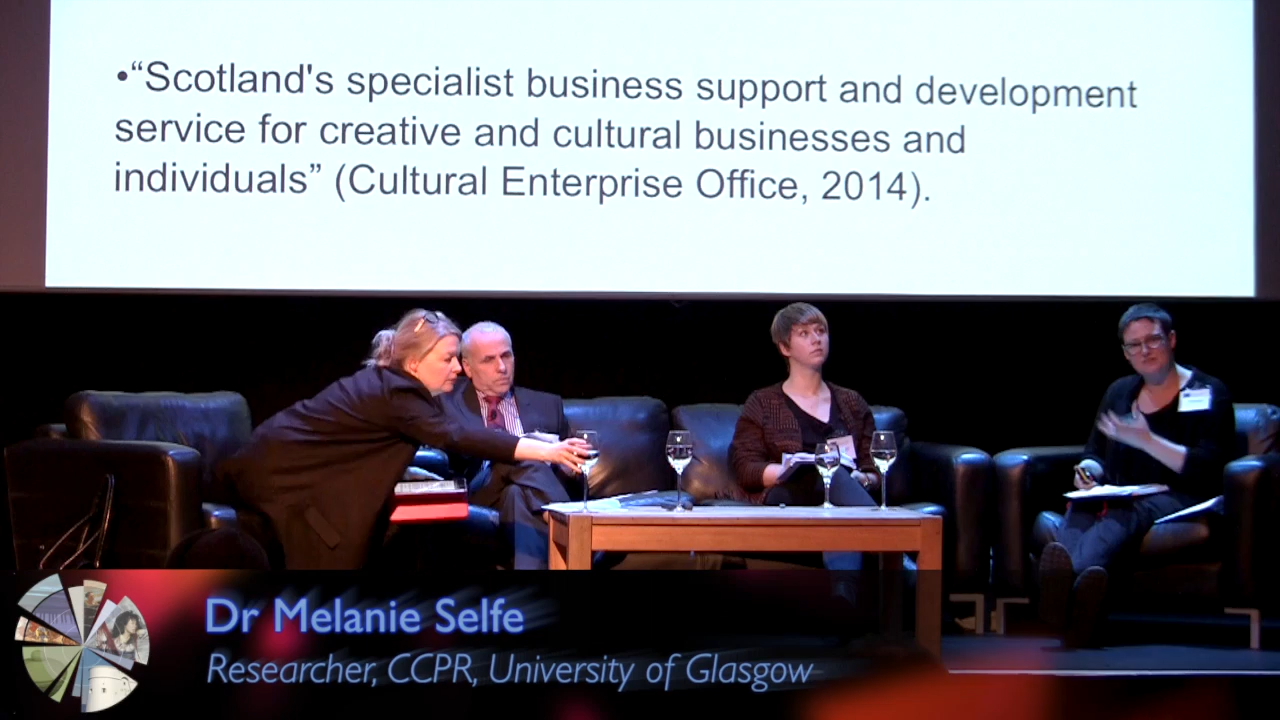 •“Scotland's specialist business support and development
service for creative and cultural businesses and
individuals” (Cultural Enterprise Office, 2014).
Dr Melanie Selfe
Researcher, CCPR, University of Glasgow